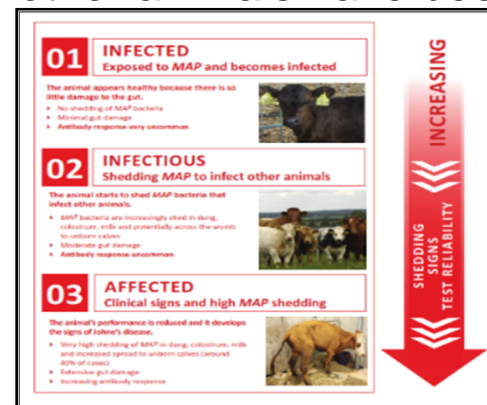 01
INFECTED
Exposed to MAP and becomes infected
The animal appears healthy because there is so
little damage to the gut.
No shedding of MAP bacteria
Minimal gut damage
Antibody response very uncommon
02
INFECTIOUS
Shedding MAP to infect other animals
The animal starts to shed MAP bacteria that
infect other animals.
MAP bacteria are increasingly shed in dung,
colostrum, milk and potentially across the womb
to unborn calves
Moderate gut damage
Antibody response uncommon
03
AFFECTED
Clinical signs and high MAP shedding
The animal's performance is reduced and it develops
the signs of Johne's disease.
Very high shedding of MAP in dung, colostrum, milk
and increased spread to unborn calves (around
40% of cases)
Extensive gut damage
Increasing antibody response
INCREASING
SHEDDING
SIGNS
TEST RELIABILITY